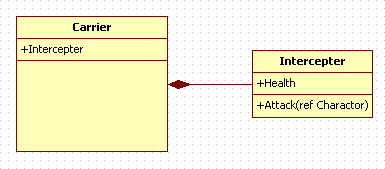 Carrier
+Intercepter
Intercepter
+Health
+Attack(ref Charactor)